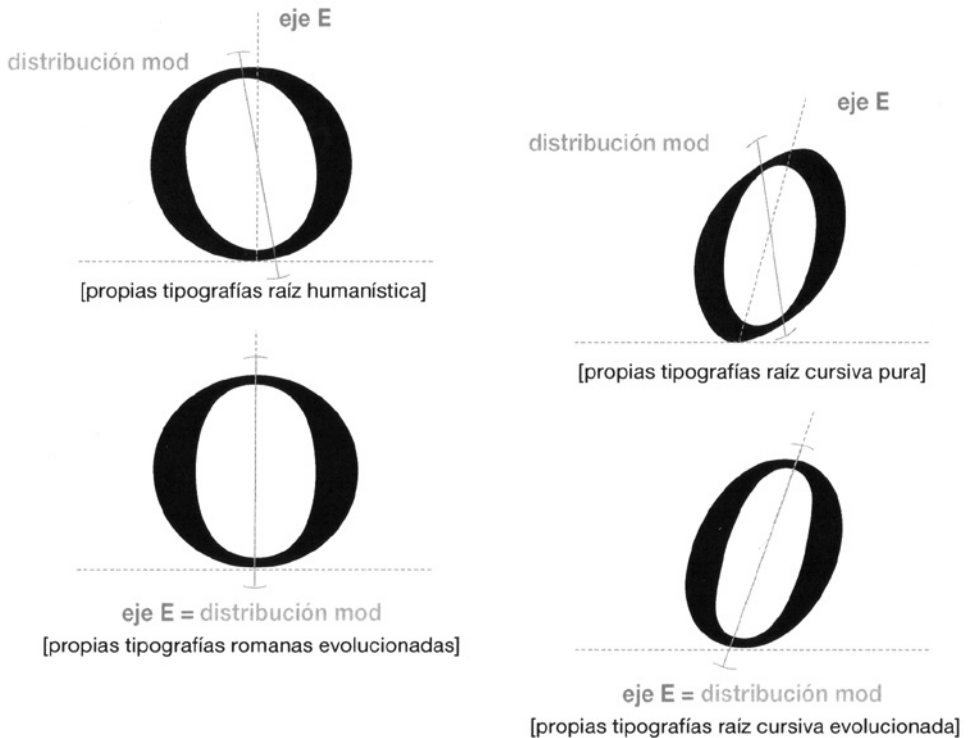 eje E
distribución mod
[propias tipografías raíz humanística]
eje E = distribución mod
[propias tipografías romanas evolucionadas]
eje E
distribución mod
[propias tipografías raíz cursiva pura]
eje E = distribución mod
[propias tipografías raíz cursiva evolucionada]